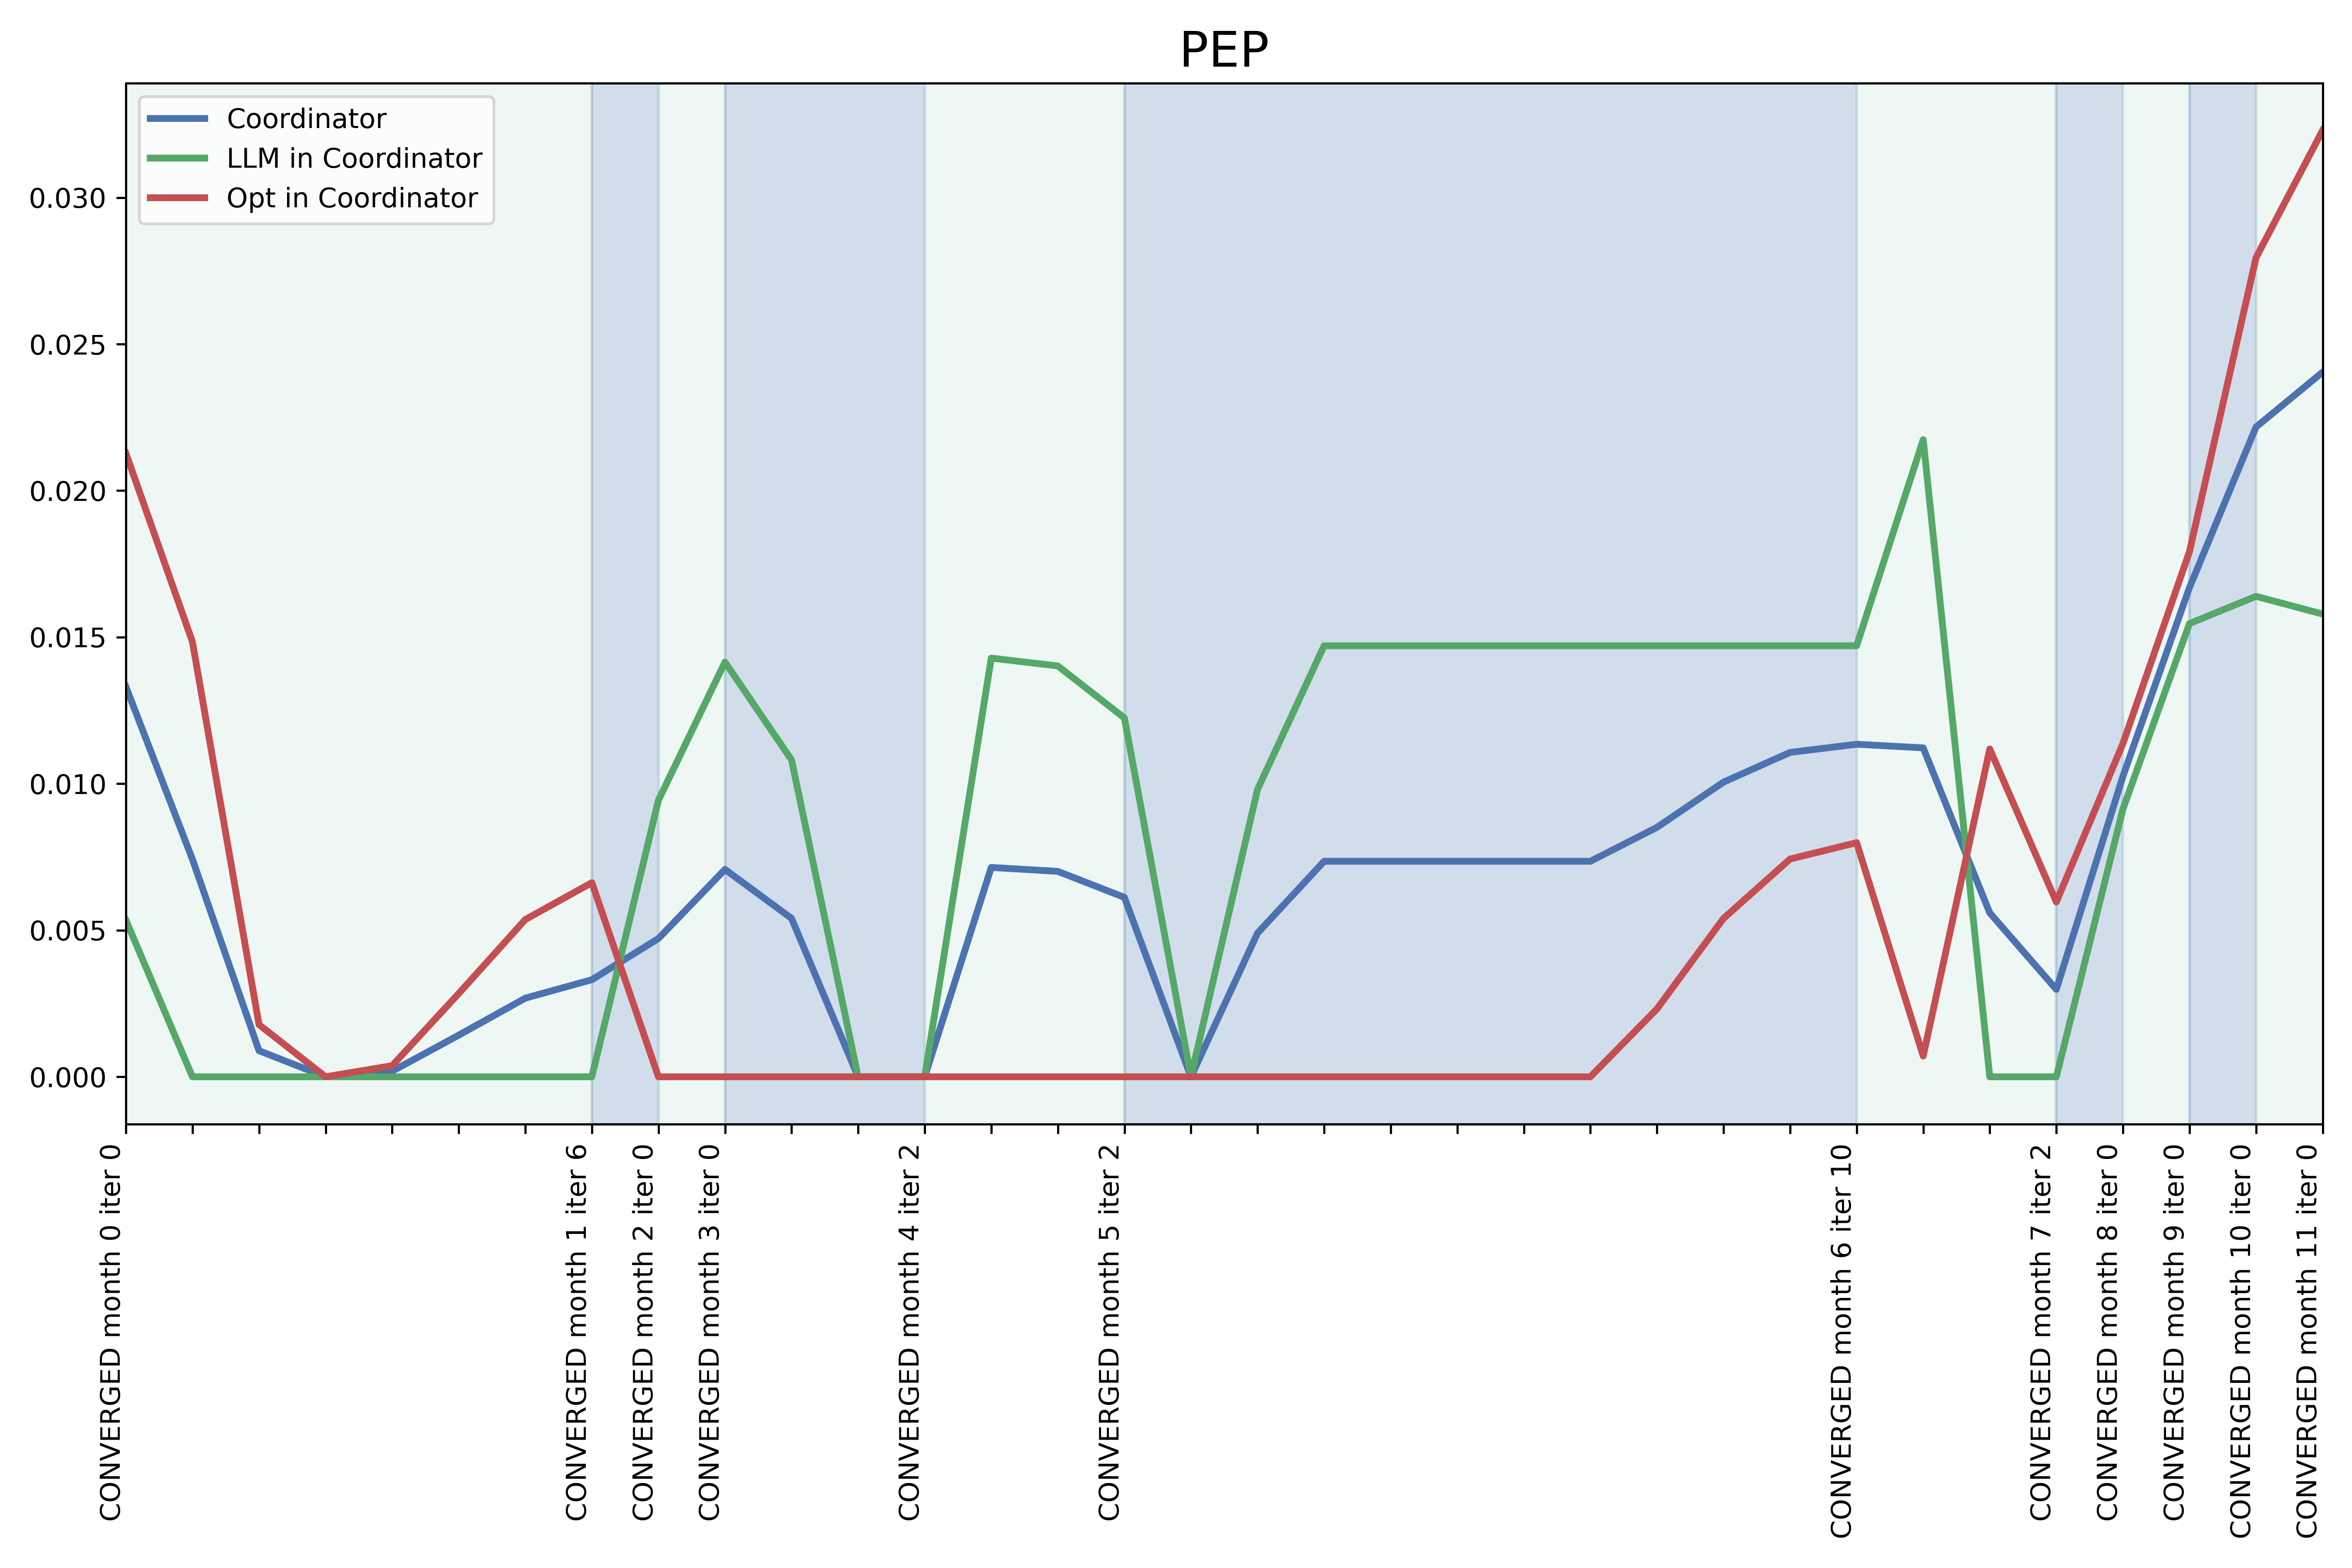 PEP
Coordinator
LLM in Coordinator
Opt in Coordinator
0.030
0.025
0.020
0.015
0.010
0.005
0.000
CONVERGED month 0 iter 0
CONVERGED month 1 iter 6
CONVERGED month 2 iter 0
CONVERGED month 3 iter 0
CONVERGED month 4 iter 2
CONVERGED month 5 iter 2
CONVERGED month 6 iter 10
CONVERGED month 7 iter 2
CONVERGED month 8 iter 0
CONVERGED month 9 iter 0
CONVERGED month 10 iter 0
CONVERGED month 11 iter 0